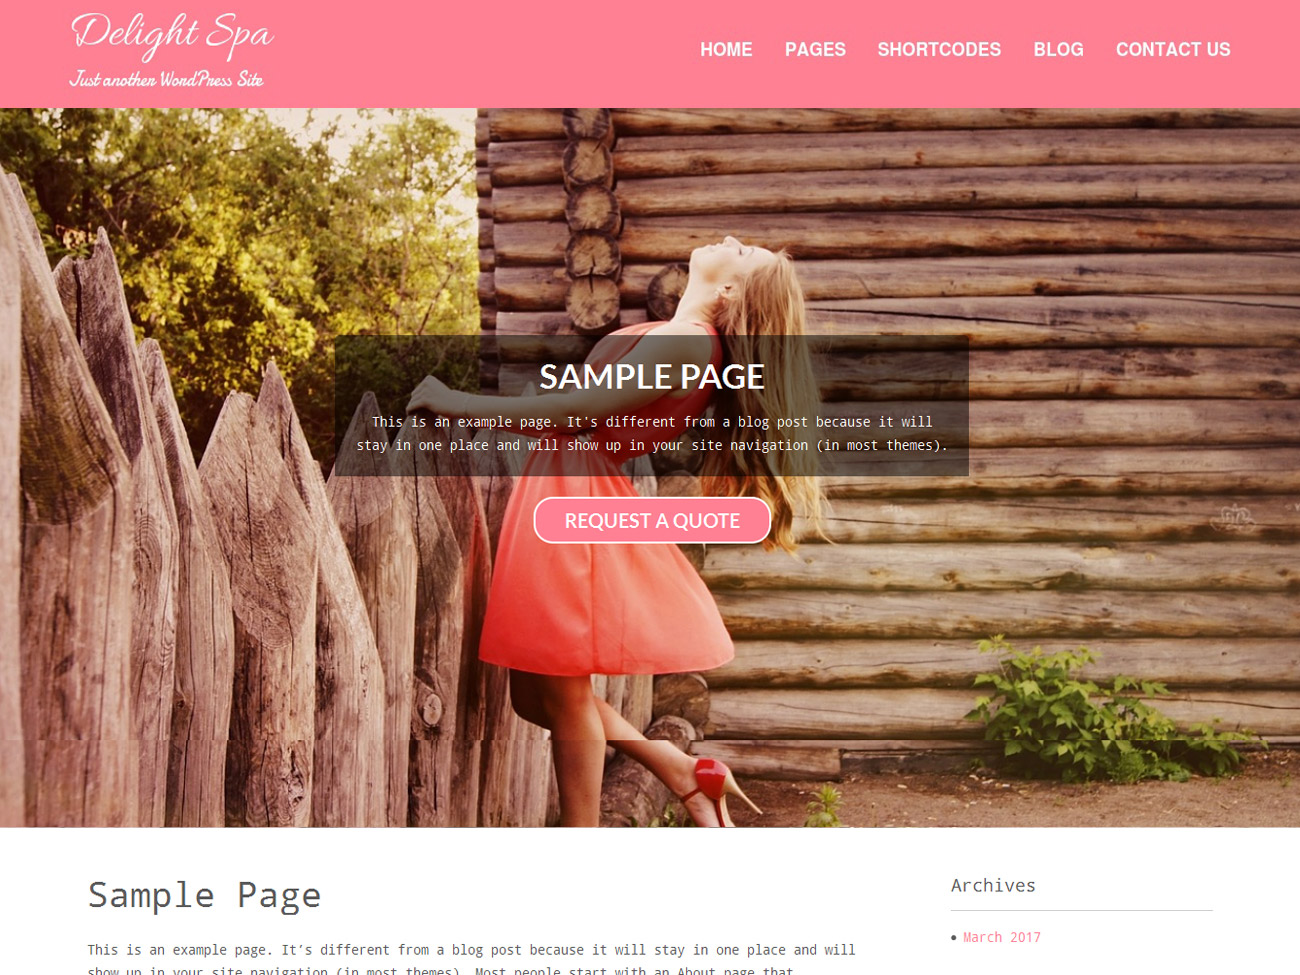 Delight Spa
Just another WordPress Site
HOME PAGES SHORTCODES BLOG CONTACT US
SAMPLE PAGE
This is an example page. It's different from a blog post because it will
stay in one place and will show up in your site navigation (in most themes).
REQUEST A QUOTE
Sample Page
This is an example page. It’s different from a blog post because it will stay in one place and will
show up in your site navigation (in most themes). Most people start with an About page that
Archives
March 2017